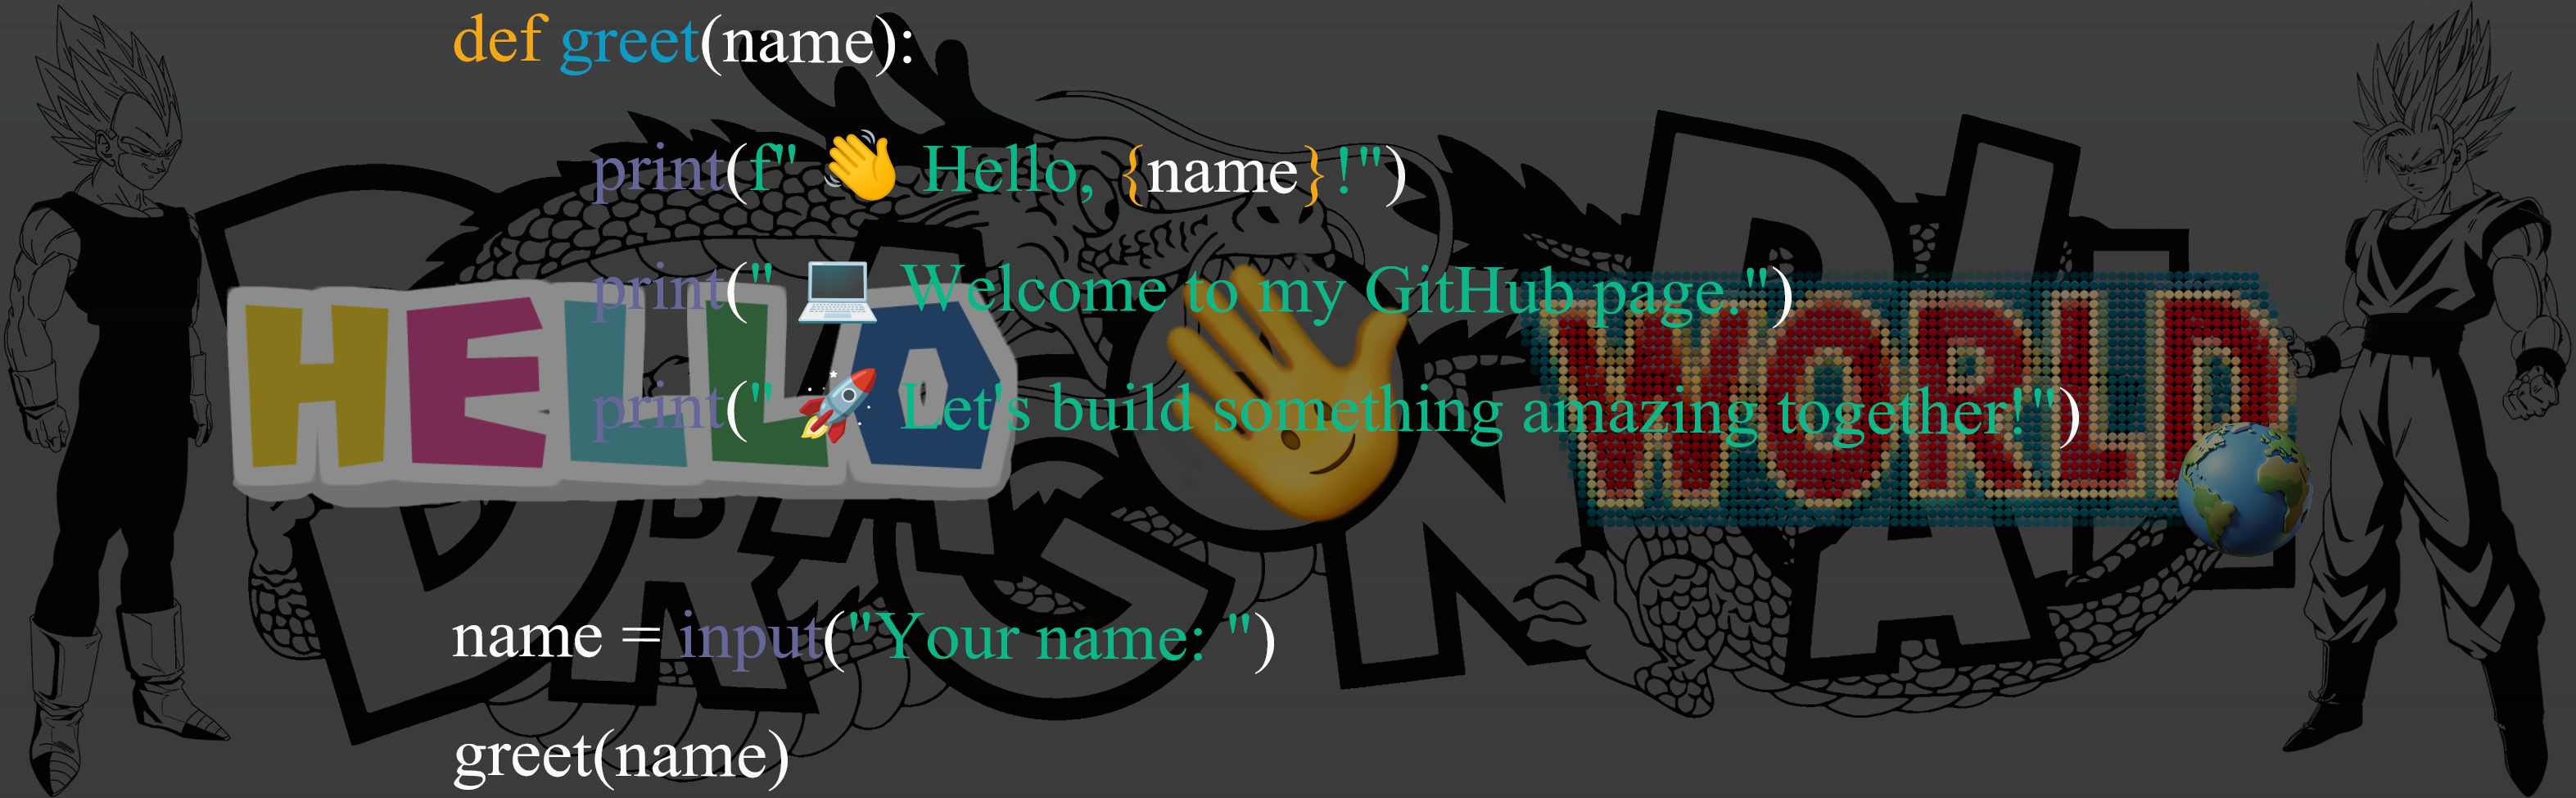 def greet(name):
    print(f" 👋 Hello, {name}!")
    print(" 💻 Welcome to my GitHub page.")
    print(" 🚀 Let's build something amazing together!")
name = input("Your name: ")
greet(name)
HELLO WORLD
DRAGON BALL